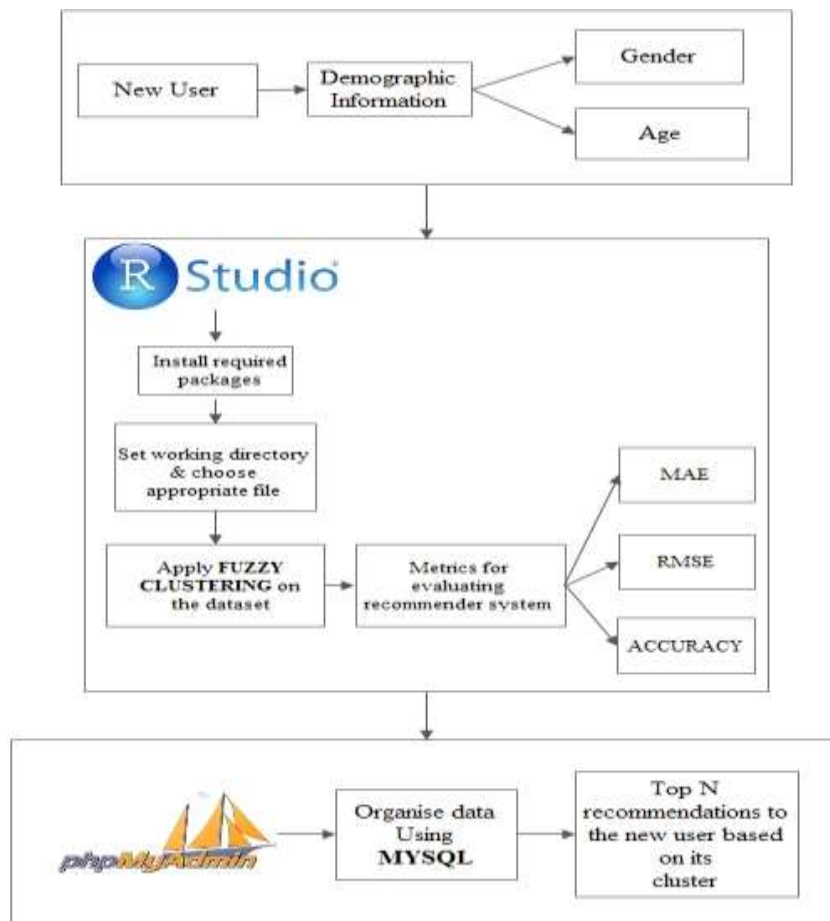 New User
Demographic
Information
Gender
Age
R Studio
Install required
packages
Set working directory
& choose
appropriate file
Apply FUZZY
CLUSTERING on
the dataset
Metrics for
evaluating
recommender system
MAE
RMSE
ACCURACY
phpMyAdmin
Organise data
Using
MYSQL
Top N
recommendations to
the new user based
on its
cluster